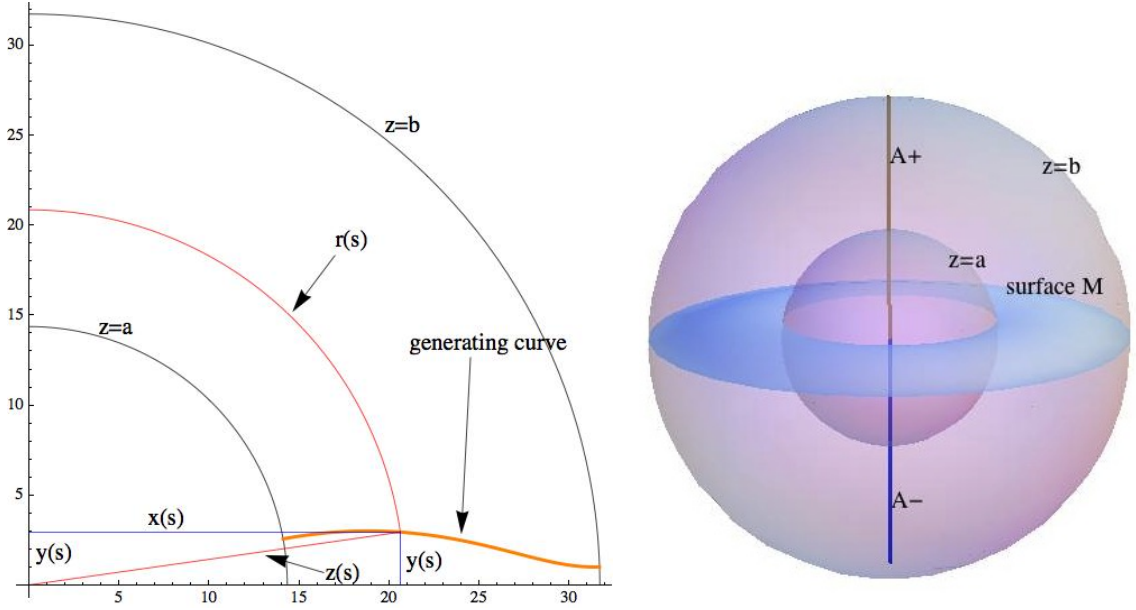 30
25
20
15
10
5
5 10 15 20 25 30
z=b
r(s)
z=a
generating curve
x(s)
y(s)
z(s)
y(s)
A+
z=b
z=a
surface M
A−